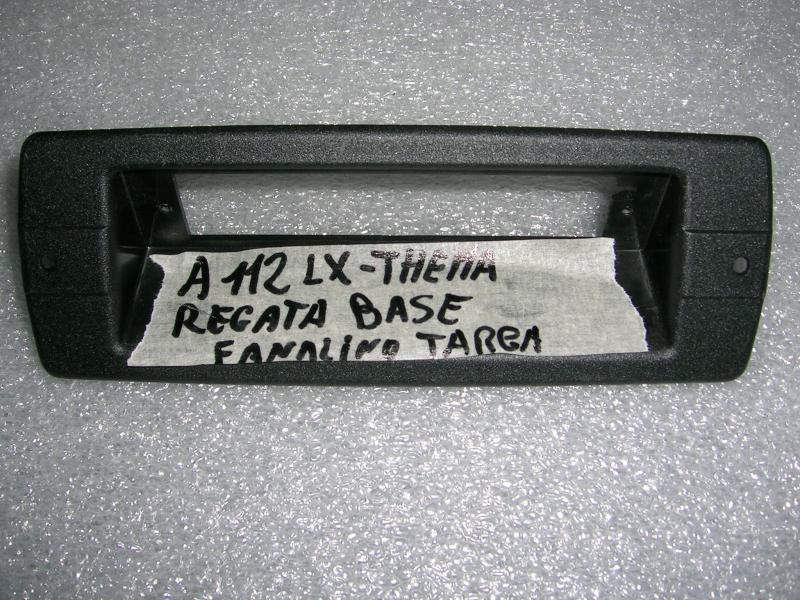 A 112 LX-THEMA
REGATA BASE
FANALINO TARGA